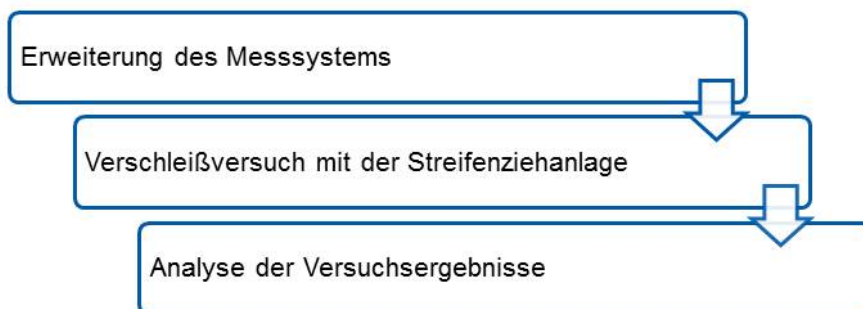 Erweiterung des Messsystems
Verschleißversuch mit der Streifenziehanlage
Analyse der Versuchsergebnisse